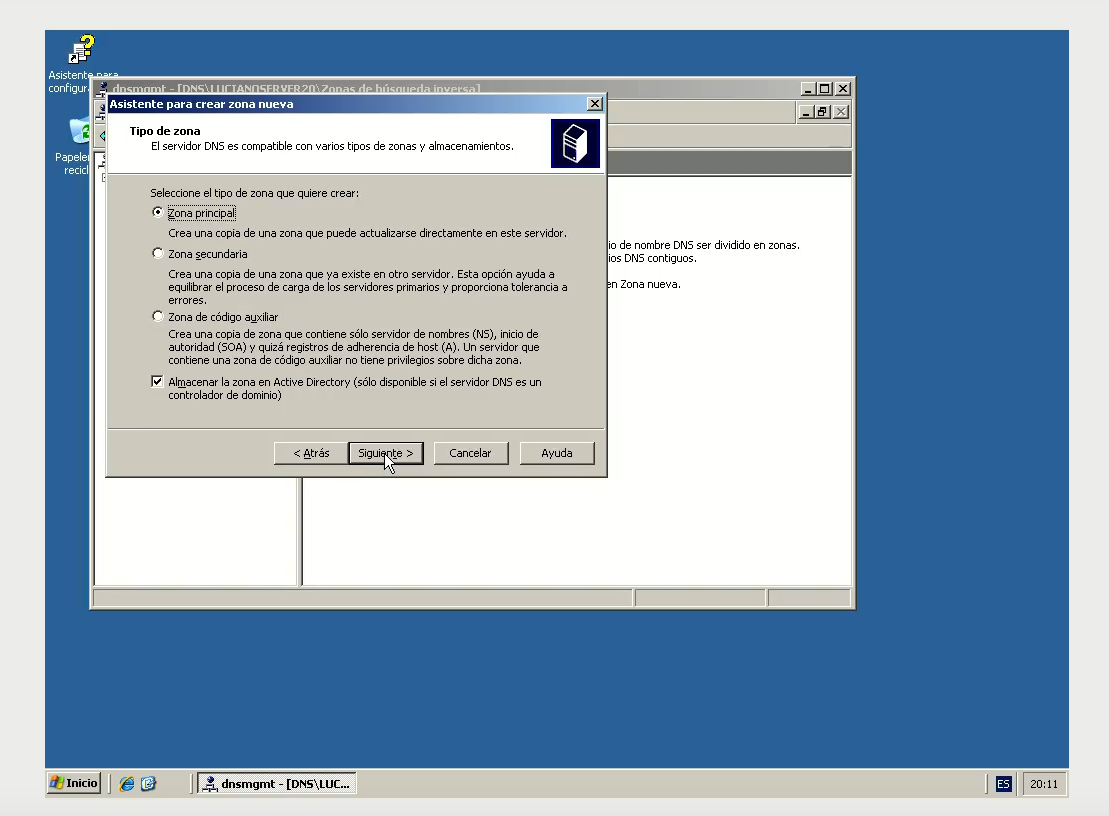 Asistente para
configura
Papele
recicl
dnsmgmt - [DNS\LUCIANOSERVER20\Zonas de búsqueda inversa]
Asistente para crear zona nueva
Tipo de zona
El servidor DNS es compatible con varios tipos de zonas y almacenamientos.
Seleccione el tipo de zona que quiere crear:
Zona principal
Crea una copia de una zona que puede actualizarse directamente en este servidor.
Zona secundaria
Crea una copia de una zona que ya existe en otro servidor. Esta opción ayuda a
equilibrar el proceso de carga de los servidores primarios y proporciona tolerancia a
errores.
Zona de código auxiliar
Crea una copia de zona que contiene sólo servidor de nombres (NS), inicio de
autoridad (SOA) y quizá registros de adherencia de host (A). Un servidor que
contiene una zona de código auxiliar no tiene privilegios sobre dicha zona.
Almacenar la zona en Active Directory (sólo disponible si el servidor DNS es un
controlador de dominio)
< Atrás
Siguiente >
Cancelar
Ayuda
io de nombre DNS ser dividido en zonas.
ios DNS contiguos.
en Zona nueva.
Inicio
dnsmgmt - [DNS\LUC...
ES
20:11